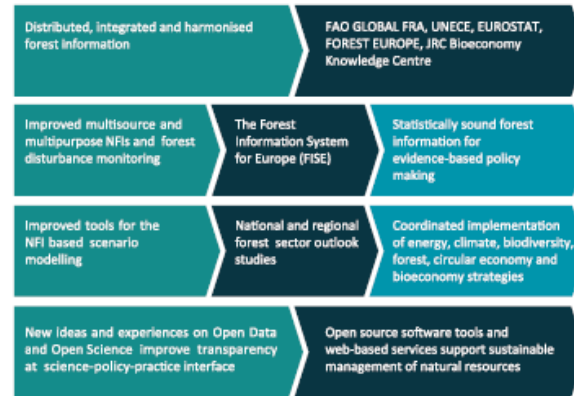 Distributed, integrated and harmonised
forest information
FAO GLOBAL FRA, UNECE, EUROSTAT,
FOREST EUROPE, JRC Bioeconomy
Knowledge Centre
Improved multisource and
multipurpose NFIs and forest
disturbance monitoring
The Forest
Information System
for Europe (FISE)
Statistically sound forest
information for
evidence-based policy
making
Improved tools for the
NFI based scenario
modelling
National and regional
forest sector outlook
studies
Coordinated implementation
of energy, climate, biodiversity,
forest, circular economy and
bioeconomy strategies
New ideas and experiences on Open Data
and Open Science improve transparency
at science-policy-practice interface
Open source software tools and
web-based services support sustainable
management of natural resources